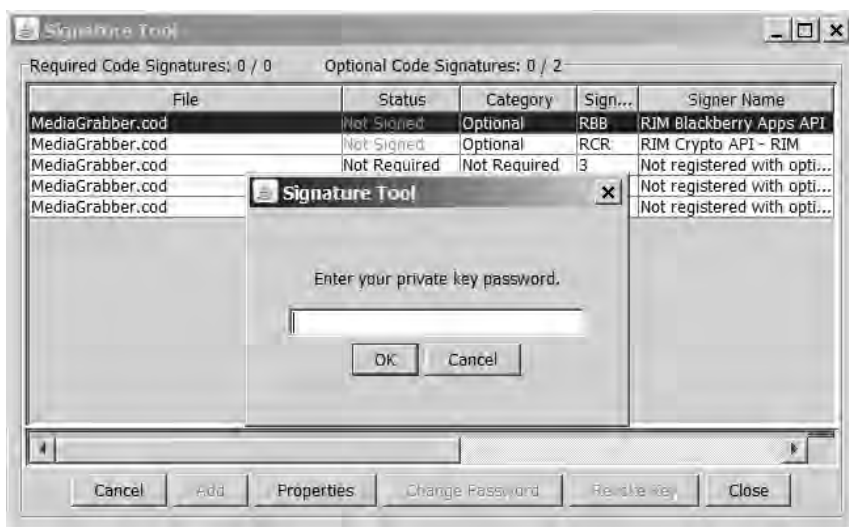 Signature Tool
Required Code Signatures: 0 / 0 Optional Code Signatures: 0 / 2
File Status Category Sign... Signer Name
MediaGrabber.cod Not Signed Optional RBB RIM Blackberry Apps API
MediaGrabber.cod Not Signed Optional RCR RIM Crypto API - RIM
MediaGrabber.cod Not Required Not Required 3 Not registered with opti...
MediaGrabber.cod Not registered with opti...
MediaGrabber.cod Not registered with opti...
Signature Tool
Enter your private key password.
OK Cancel
Cancel Add Properties Change Password Revoke Key Close